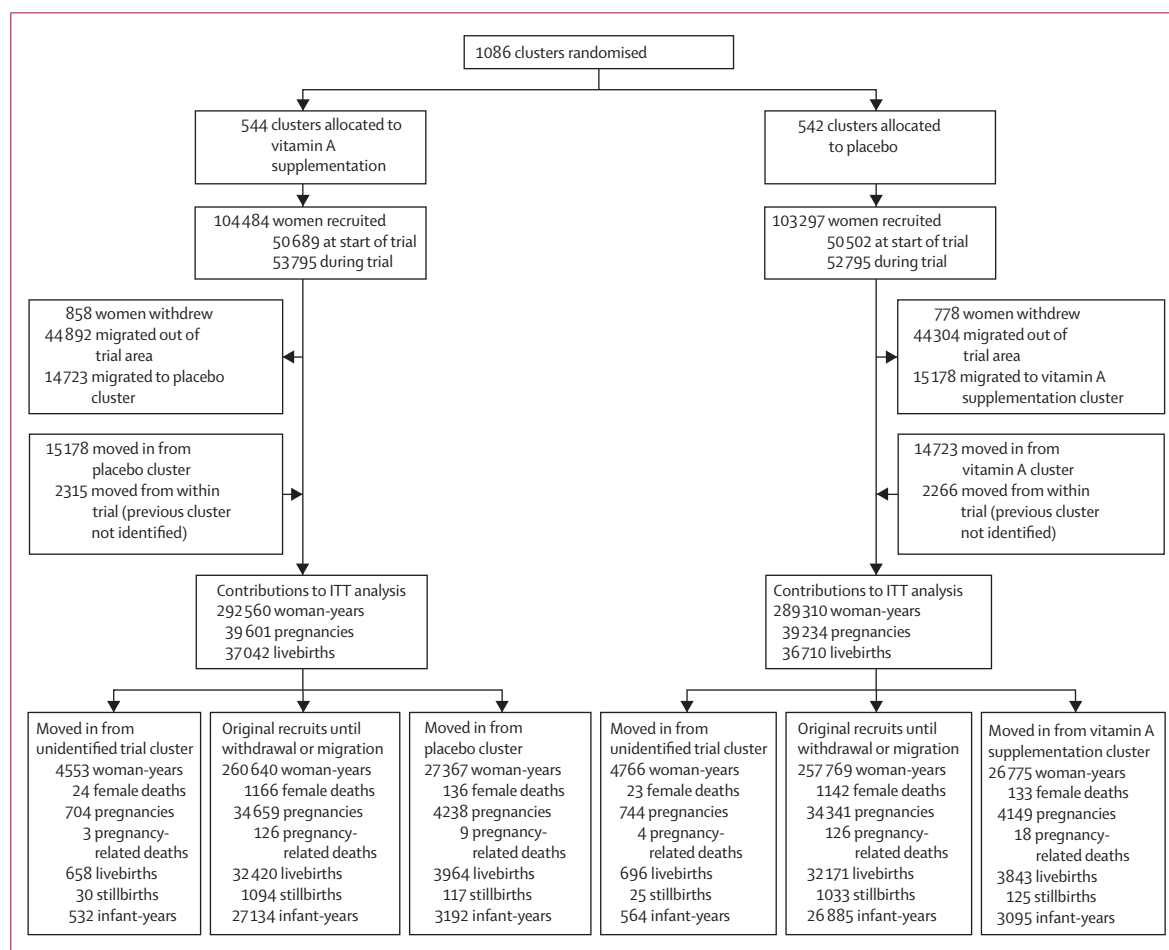 1086 clusters randomised
544 clusters allocated to
vitamin A
supplementation
542 clusters allocated
to placebo
104 484 women recruited
50 689 at start of trial
53 795 during trial
103 297 women recruited
50 502 at start of trial
52 795 during trial
858 women withdrew
44 892 migrated out of
trial area
14 723 migrated to placebo
cluster
778 women withdrew
44 304 migrated out of
trial area
15 178 migrated to vitamin A
supplementation cluster
15 178 moved in from
placebo cluster
2315 moved from within
trial (previous cluster
not identified)
14 723 moved in from
vitamin A cluster
2266 moved from within
trial (previous cluster
not identified)
Contributions to ITT analysis
292 560 woman-years
39 601 pregnancies
37 042 livebirths
Contributions to ITT analysis
289 310 woman-years
39 234 pregnancies
36 710 livebirths
Moved in from
unidentified trial cluster
4553 woman-years
24 female deaths
704 pregnancies
3 pregnancy-
related deaths
658 livebirths
30 stillbirths
532 infant-years
Original recruits until
withdrawal or migration
260 640 woman-years
1166 female deaths
34 659 pregnancies
126 pregnancy-
related deaths
32 420 livebirths
1094 stillbirths
27 134 infant-years
Moved in from
placebo cluster
27 367 woman-years
136 female deaths
4238 pregnancies
9 pregnancy-
related deaths
3964 livebirths
117 stillbirths
3192 infant-years
Moved in from
unidentified trial cluster
4766 woman-years
23 female deaths
744 pregnancies
4 pregnancy-
related deaths
696 livebirths
25 stillbirths
564 infant-years
Original recruits until
withdrawal or migration
257 769 woman-years
1142 female deaths
34 341 pregnancies
126 pregnancy-
related deaths
32 171 livebirths
1033 stillbirths
26 885 infant-years
Moved in from vitamin A
supplementation cluster
26 775 woman-years
133 female deaths
4149 pregnancies
18 pregnancy-
related deaths
3843 livebirths
125 stillbirths
3095 infant-years